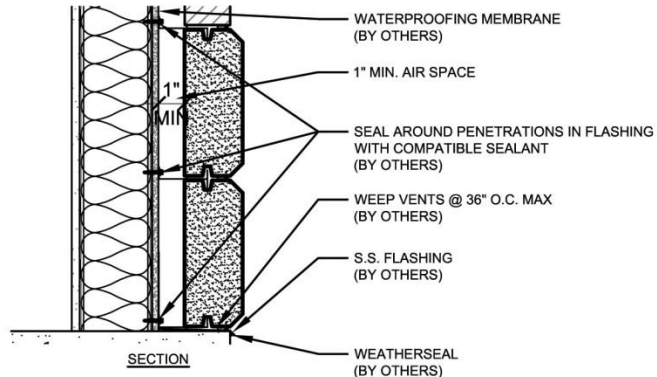 WATERPROOFING MEMBRANE
(BY OTHERS)
1" MIN. AIR SPACE
1"
MIN
SEAL AROUND PENETRATIONS IN FLASHING
WITH COMPATIBLE SEALANT
(BY OTHERS)
WEEP VENTS @ 36" O.C. MAX
(BY OTHERS)
S.S. FLASHING
(BY OTHERS)
WEATHERSEAL
(BY OTHERS)
SECTION